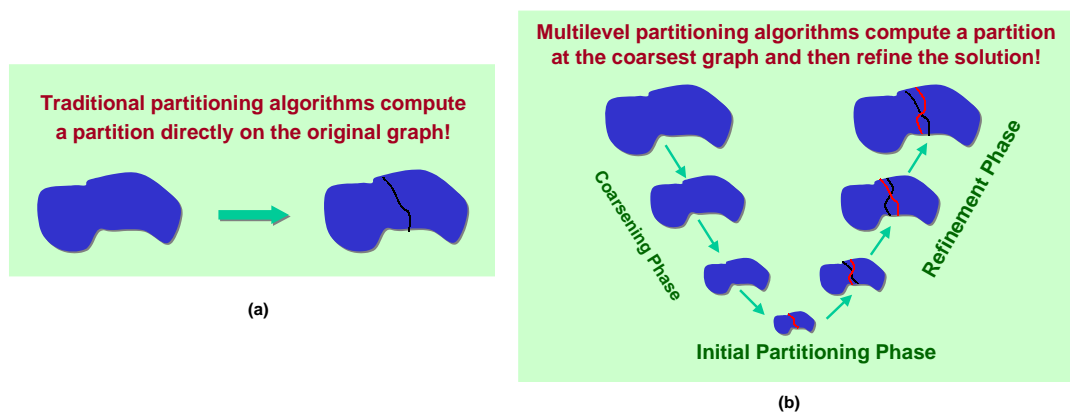 Traditional partitioning algorithms compute
a partition directly on the original graph!
(a)
Multilevel partitioning algorithms compute a partition
at the coarsest graph and then refine the solution!
Coarsening Phase
Refinement Phase
Initial Partitioning Phase
(b)